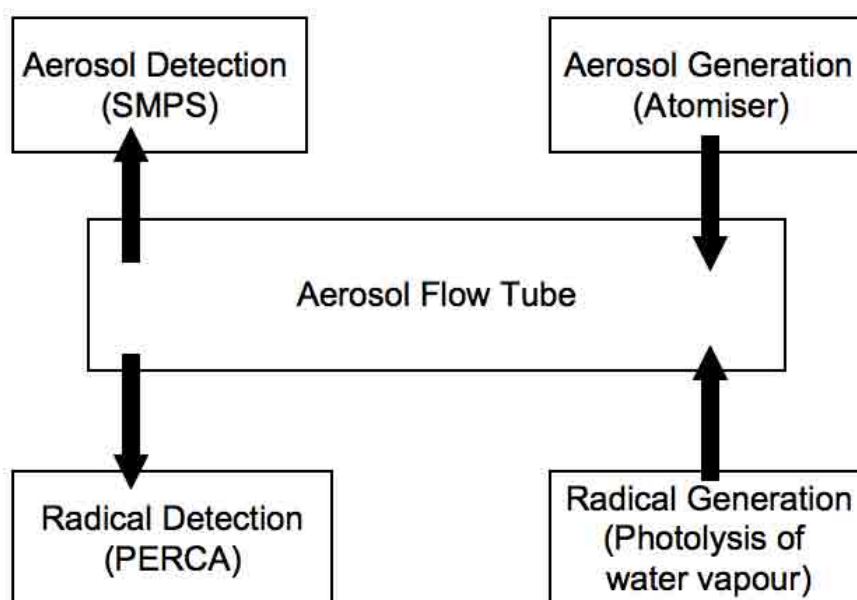 Aerosol Detection
(SMPS)
Aerosol Generation
(Atomiser)
Aerosol Flow Tube
Radical Detection
(PERCA)
Radical Generation
(Photolysis of
water vapour)